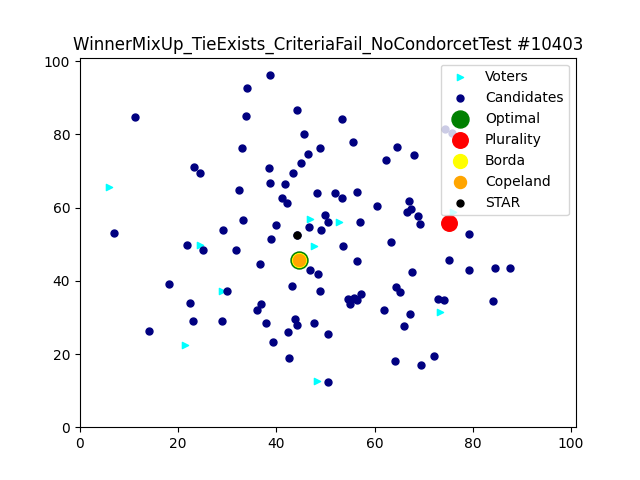 WinnerMixUp_TieExists_CriteriaFail_NoCondorcetTest #10403
100
80
60
40
20
0
0 20 40 60 80 100
Voters
Candidates
Optimal
Plurality
Borda
Copeland
STAR